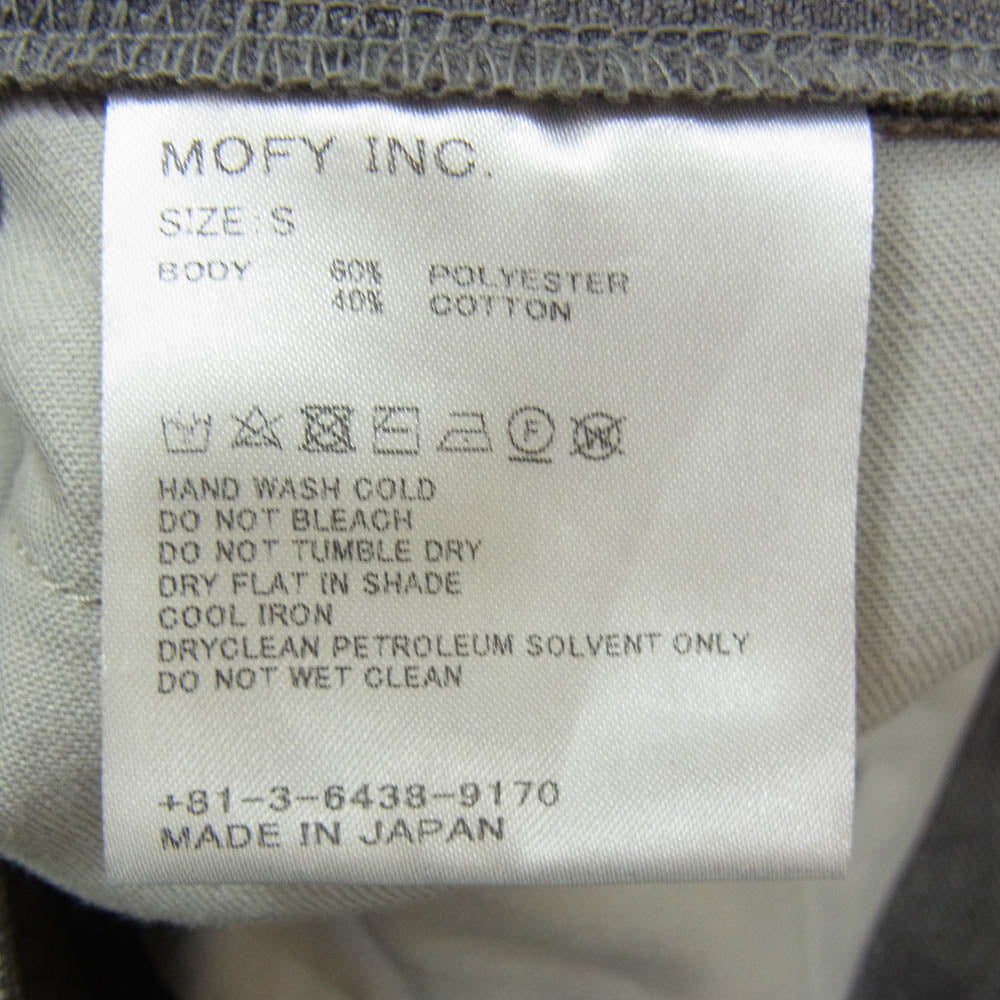 MOFY INC.
SIZE: S
BODY 60% POLYESTER
40% COTTON
F W
HAND WASH COLD
DO NOT BLEACH
DO NOT TUMBLE DRY
DRY FLAT IN SHADE
COOL IRON
DRYCLEAN PETROLEUM SOLVENT ONLY
DO NOT WET CLEAN
+81-3-6438-9170
MADE IN JAPAN